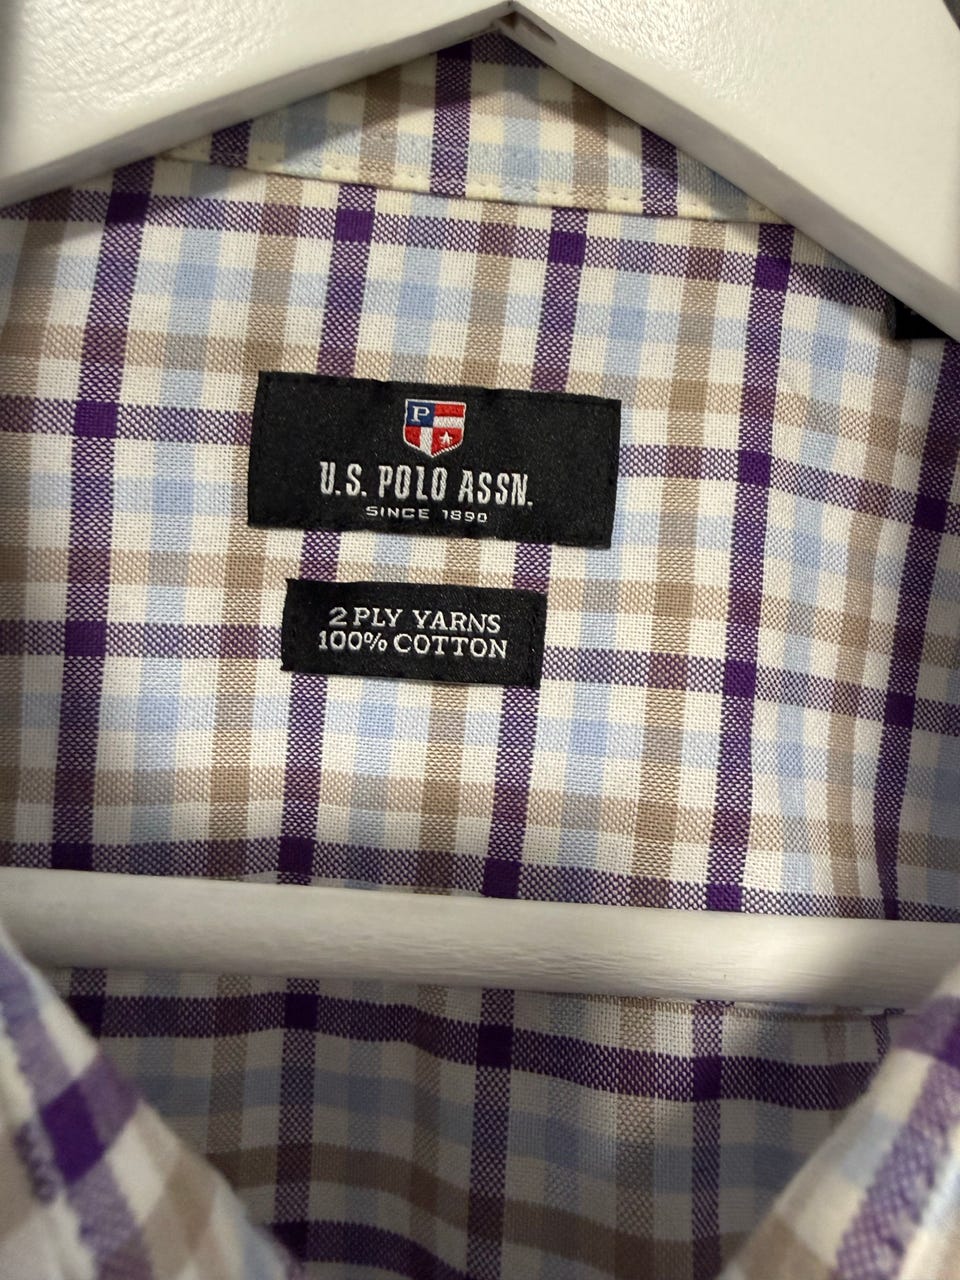 P
U.S. POLO ASSN.
SINCE 1890
2 PLY YARNS
100% COTTON